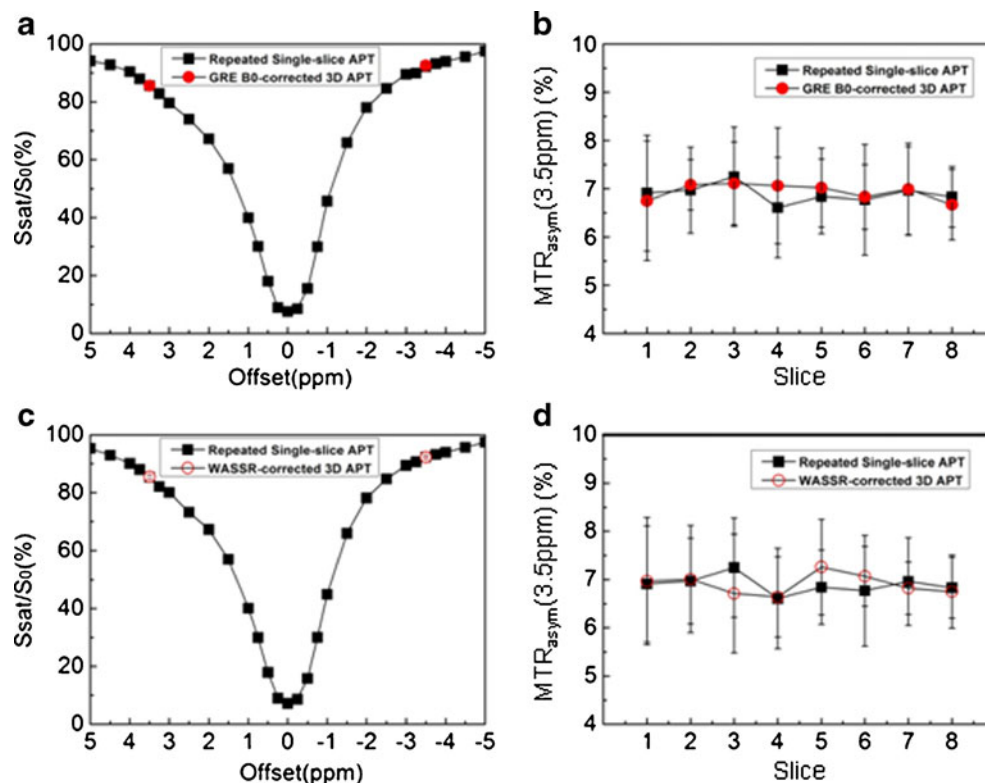 a
100
80
60
40
20
0
Ssat/S0(%)
Repeated Single-slice APT
GRE B0-corrected 3D APT
5 4 3 2 1 0 -1 -2 -3 -4 -5
Offset(ppm)
b
10
9
8
7
6
5
4
MTRasym(3.5ppm) (%)
Repeated Single-slice APT
GRE B0-corrected 3D APT
1 2 3 4 5 6 7 8
Slice
c
100
80
60
40
20
0
Ssat/S0(%)
Repeated Single-slice APT
WASSR-corrected 3D APT
5 4 3 2 1 0 -1 -2 -3 -4 -5
Offset(ppm)
d
10
9
8
7
6
5
4
MTRasym(3.5ppm) (%)
Repeated Single-slice APT
WASSR-corrected 3D APT
1 2 3 4 5 6 7 8
Slice